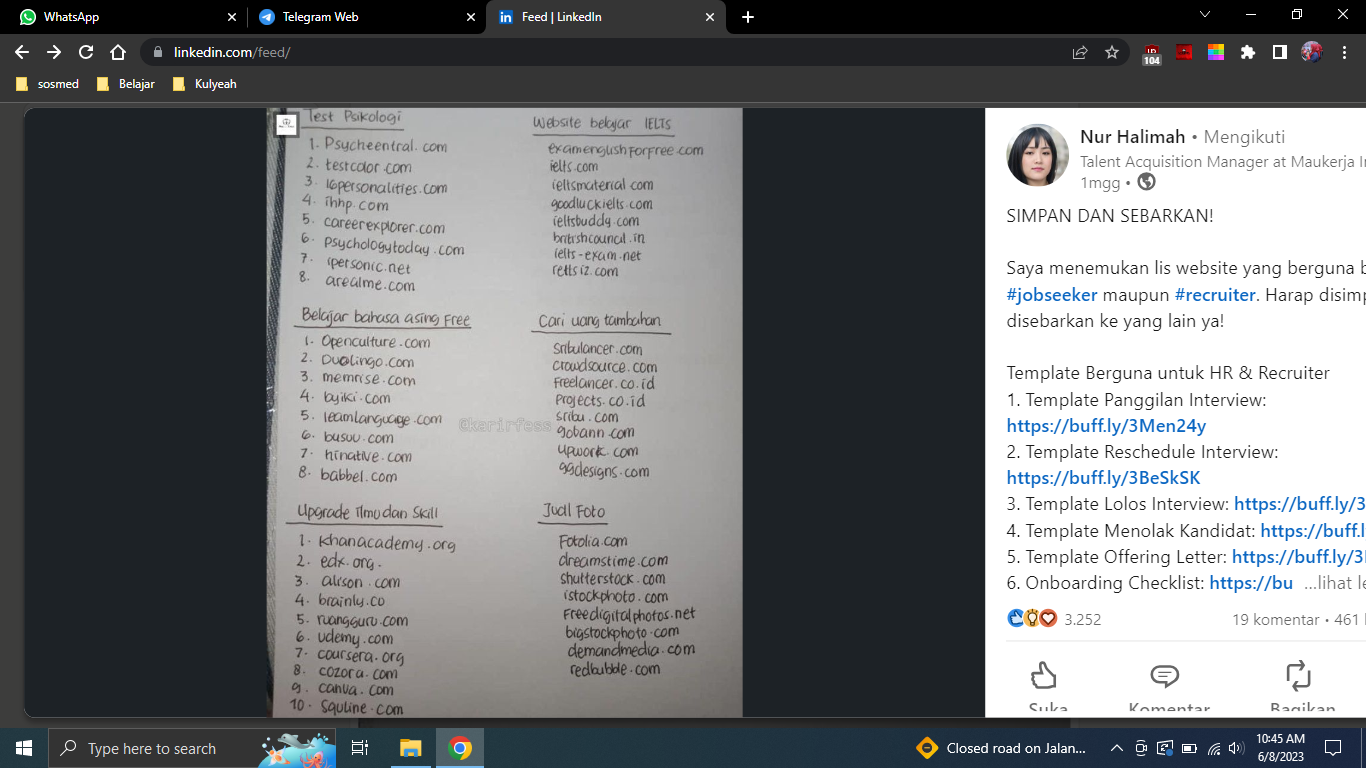 WhatsApp
Telegram Web
Feed | LinkedIn
linkedin.com/feed/
104
sosmed
Belajar
Kulyeah
Test Psikologi
1. Psychcentral.com
2. testcolor.com
3. 16personalities.com
4. ihhp.com
5. careerexplorer.com
6. psychologytoday.com
7. ipersonic.net
8. arealme.com
Website belajar IELTS
examenglishforfree.com
ielts.com
ieltsmaterial.com
goodluckielts.com
ieltsbuddy.com
britishcouncil.in
ielts-exam.net
Belajar bahasa asing Free
1. Openculture.com
2. Duolingo.com
3. memrise.com
4. byiki.com
5. learnlanguage.com
6. busuu.com
7. hinative.com
8. babbel.com
Cari uang tambahan
Sribulancer.com
crowdsource.com
Freelancer.co.id
Projects.co.id
sribu.com
gobann.com
upwork.com
99designs.com
@karirfess
Upgrade Ilmu dan Skill
1. Khanacademy.org
2. edx.org.
3. alison.com
4. brainly.co
5. ruangguru.com
6. udemy.com
7. coursera.org
8. cozora.com
9. canva.com
10. Squline.com
Jual Foto
Fotolia.com
dreamstime.com
shutterstock.com
istockphoto.com
Freedigitalphotos.net
bigstockphoto.com
demandmedia.com
redbubble.com
Nur Halimah • Mengikuti
Talent Acquisition Manager at Maukerja In
1mgg •
SIMPAN DAN SEBARKAN!
Saya menemukan lis website yang berguna b
#jobseeker maupun #recruiter. Harap disimp
disebarkan ke yang lain ya!
Template Berguna untuk HR & Recruiter
1. Template Panggilan Interview:
https://buff.ly/3Men24y
2. Template Reschedule Interview:
https://buff.ly/3BeSkSK
3. Template Lolos Interview: https://buff.ly/3
4. Template Menolak Kandidat: https://buff.l
5. Template Offering Letter: https://buff.ly/3
6. Onboarding Checklist: https://bu ...lihat le
3.252
19 komentar • 461
Suka
Komentar
Bagikan
Type here to search
Closed road on Jalan...
10:45 AM
6/8/2023